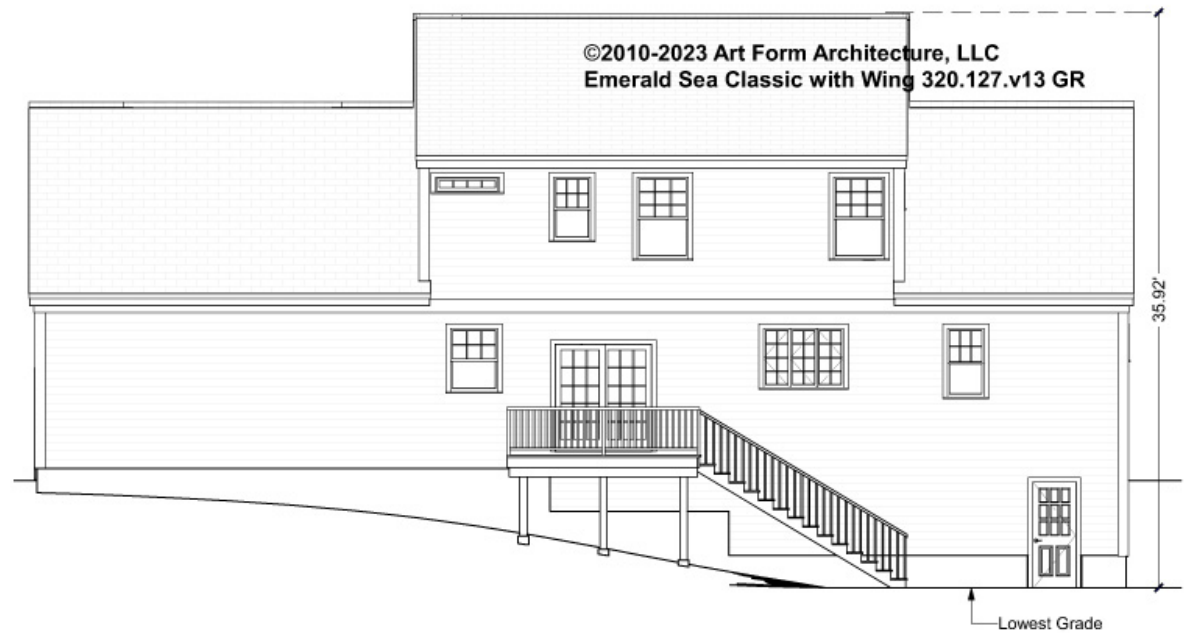 ©2010-2023 Art Form Architecture, LLC
Emerald Sea Classic with Wing 320.127.v13 GR
35.92'
Lowest Grade